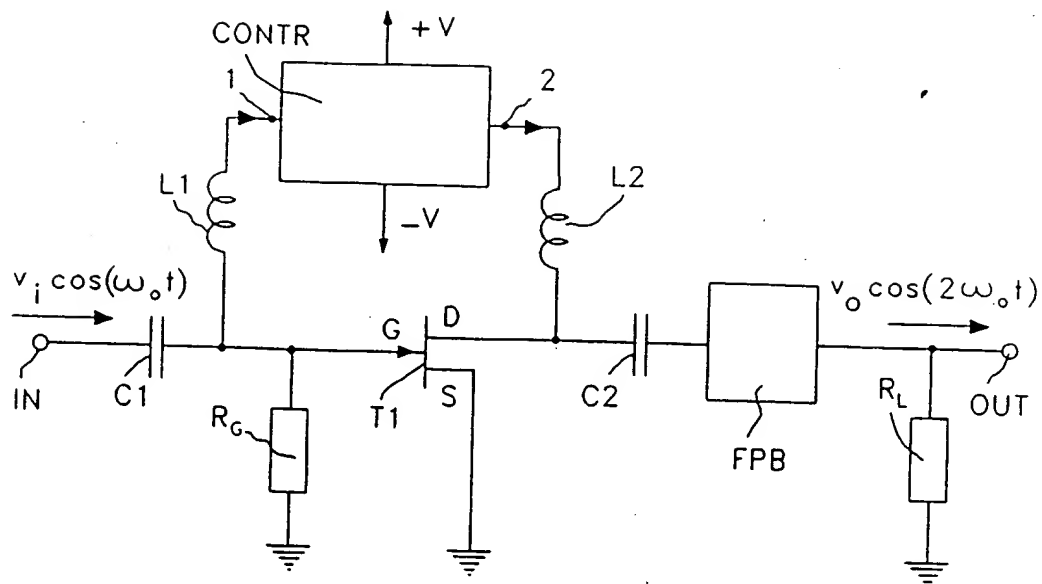 CONTR
+V
1
2
L1
–V
L2
v_i cos(ω_o t)
v_o cos(2ω_o t)
G
D
IN
C1
T1
S
C2
R_L
OUT
R_G
FPB